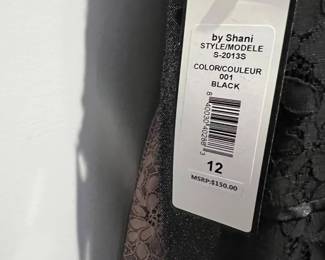 by Shani
STYLE/MODELE
S-2013S
COLOR/COULEUR
001
BLACK
12
MSRP:$150.00